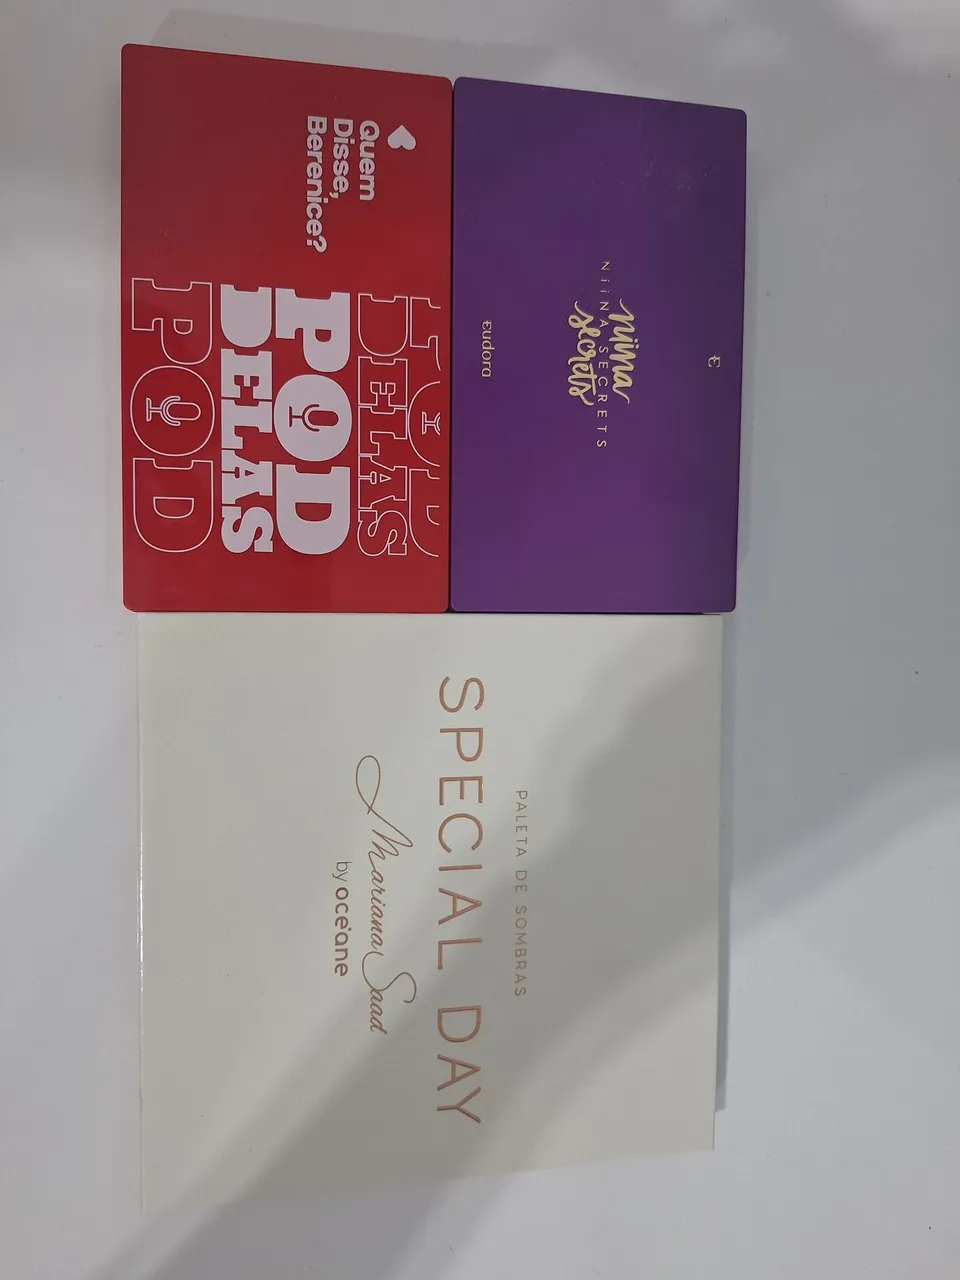 Quem
Disse,
Berenice?
POD
DELAS
POD
DELAS
POD
Ɛ
niina
secrets
NiiNA SECRETS
eudora
PALETA DE SOMBRAS
SPECIAL DAY
Mariana Saad
by océane